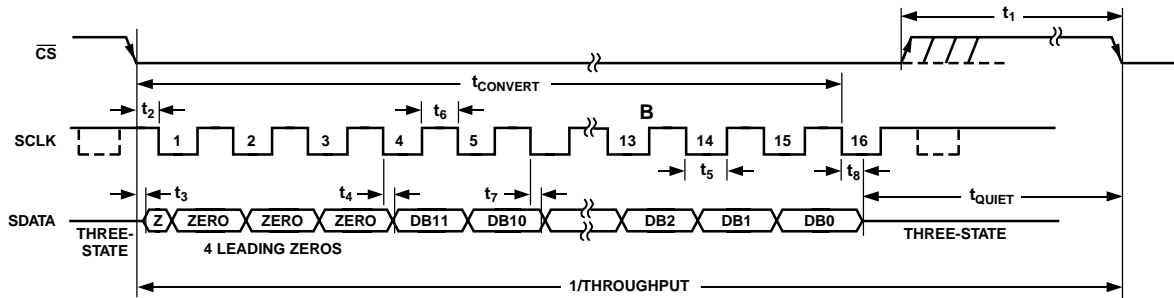 t1
CS
tCONVERT
t2 t6 B
SCLK 1 2 3 4 5 13 14 15 16
t3 t4 t7 t5 t8
tQUIET
SDATA Z ZERO ZERO ZERO DB11 DB10 DB2 DB1 DB0
THREE-STATE 4 LEADING ZEROS THREE-STATE
1/THROUGHPUT